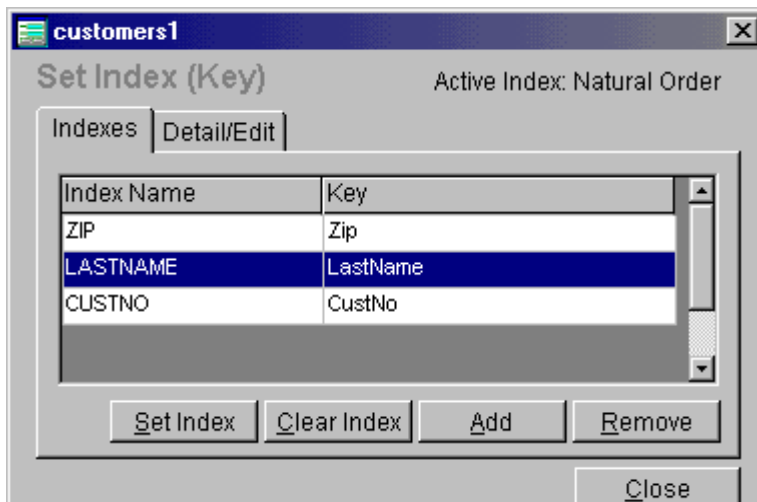 customers1
Set Index (Key) Active Index: Natural Order
Indexes Detail/Edit
Index Name Key
ZIP Zip
LASTNAME LastName
CUSTNO CustNo
Set Index Clear Index Add Remove
Close